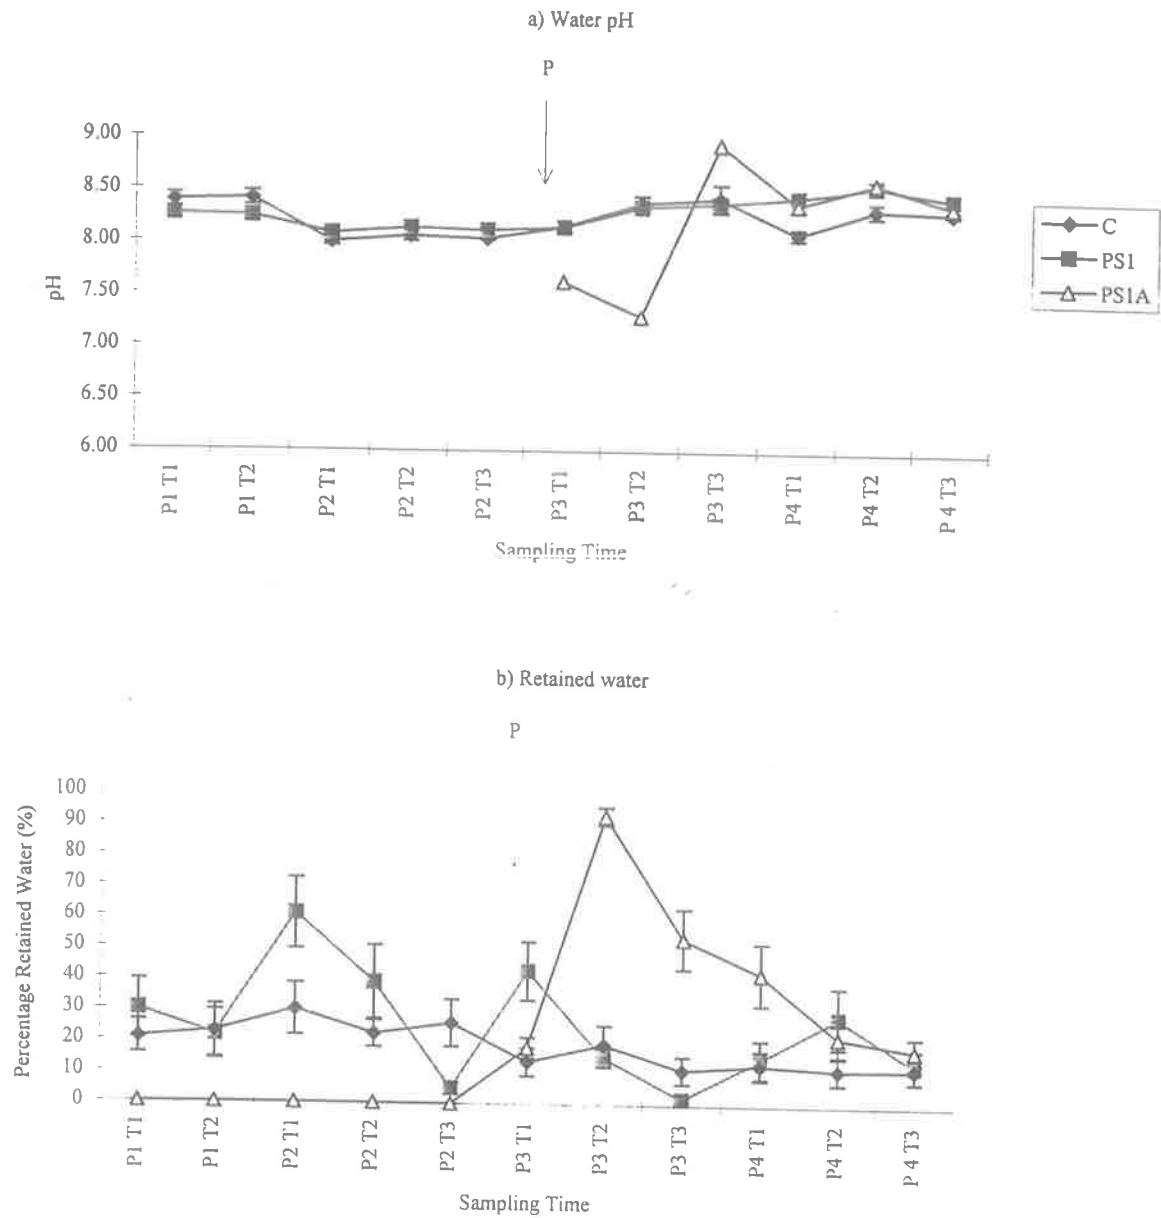 a) Water pH
P
9.00
8.50
8.00
7.50
7.00
6.50
6.00
pH
P1 T1
P1 T2
P2 T1
P2 T2
P2 T3
P3 T1
P3 T2
P3 T3
P4 T1
P4 T2
P 4 T3
Sampling Time
C
PS1
PS1A
b) Retained water
P
100
90
80
70
60
50
40
30
20
10
0
Percentage Retained Water (%)
P1 T1
P1 T2
P2 T1
P2 T2
P2 T3
P3 T1
P3 T2
P3 T3
P4 T1
P4 T2
P 4 T3
Sampling Time